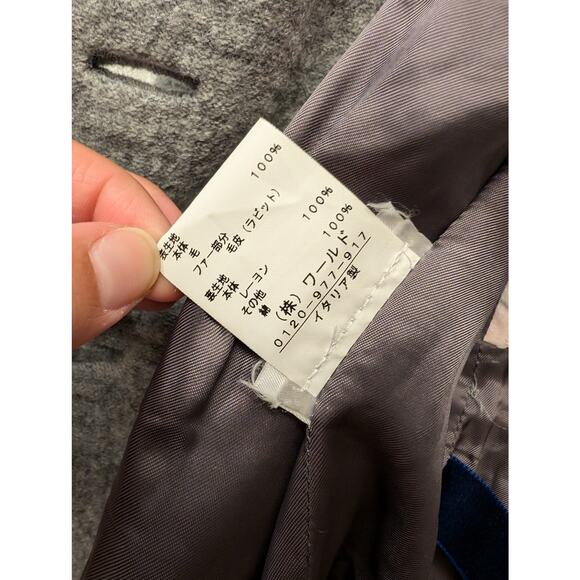 表生地
本体 毛 100%
ファー部分
毛皮(ラビット)
裏生地
本体 レーヨン 100%
その他
綿 100%
(株) ワールド
0120-977-917
イタリア製